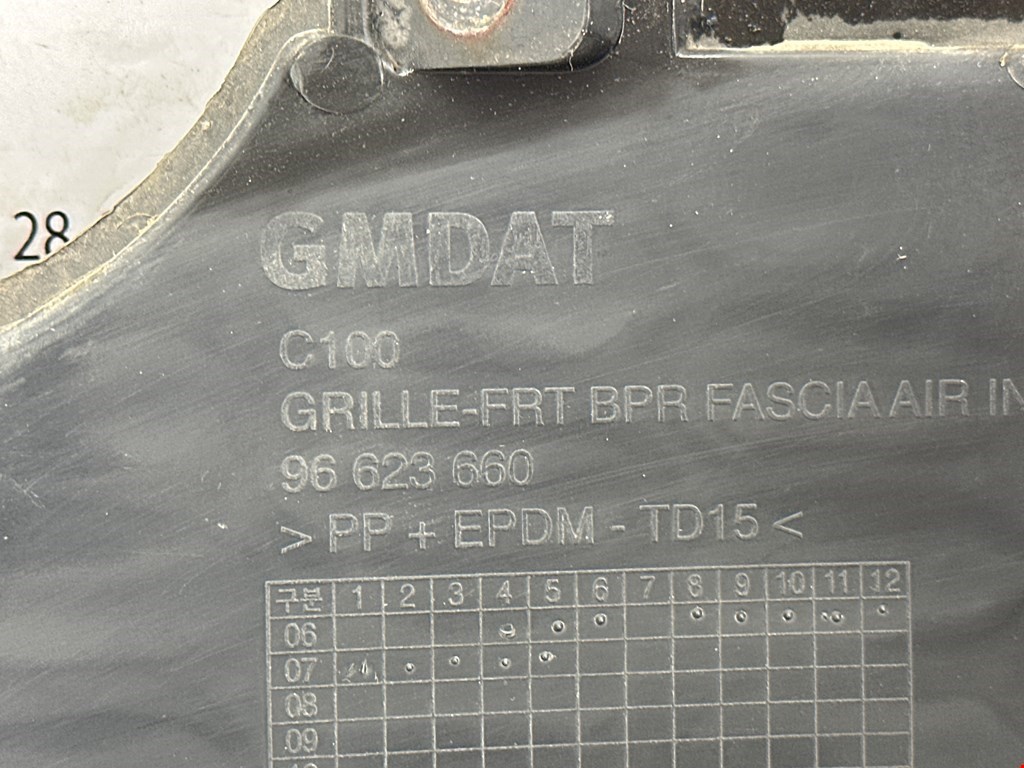 28
GMDAT
C100
GRILLE-FRT BPR FASCIA AIR IN
96 623 660
> PP + EPDM - TD15 <
구분 1 2 3 4 5 6 7 8 9 10 11 12
06
07
08
09